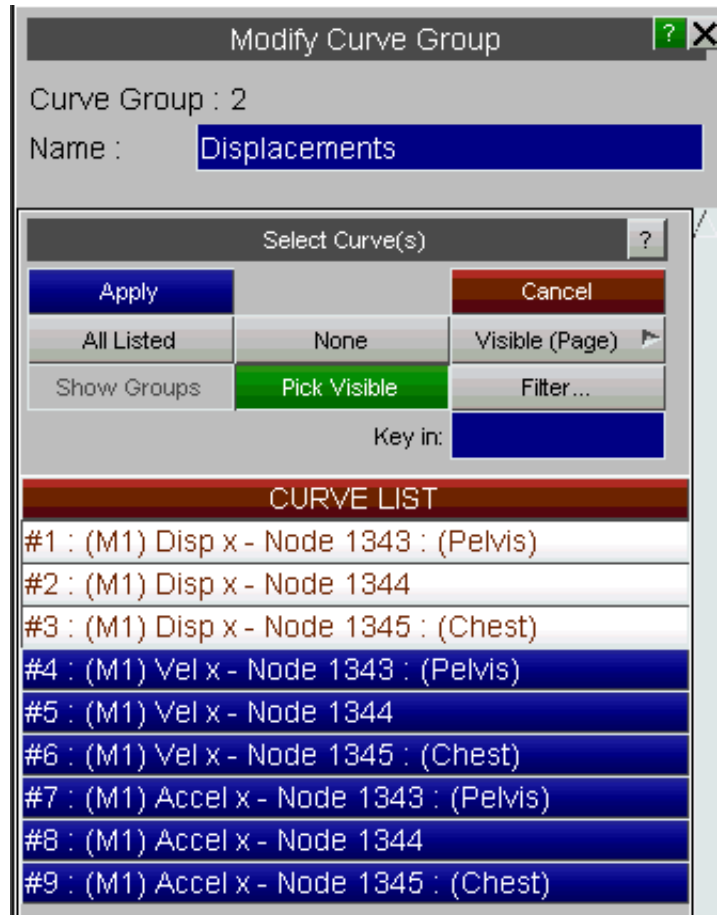 Modify Curve Group ? X
Curve Group : 2
Name : Displacements
Select Curve(s) ?
Apply Cancel
All Listed None Visible (Page)
Show Groups Pick Visible Filter...
Key in:
CURVE LIST
#1 : (M1) Disp x - Node 1343 : (Pelvis)
#2 : (M1) Disp x - Node 1344
#3 : (M1) Disp x - Node 1345 : (Chest)
#4 : (M1) Vel x - Node 1343 : (Pelvis)
#5 : (M1) Vel x - Node 1344
#6 : (M1) Vel x - Node 1345 : (Chest)
#7 : (M1) Accel x - Node 1343 : (Pelvis)
#8 : (M1) Accel x - Node 1344
#9 : (M1) Accel x - Node 1345 : (Chest)